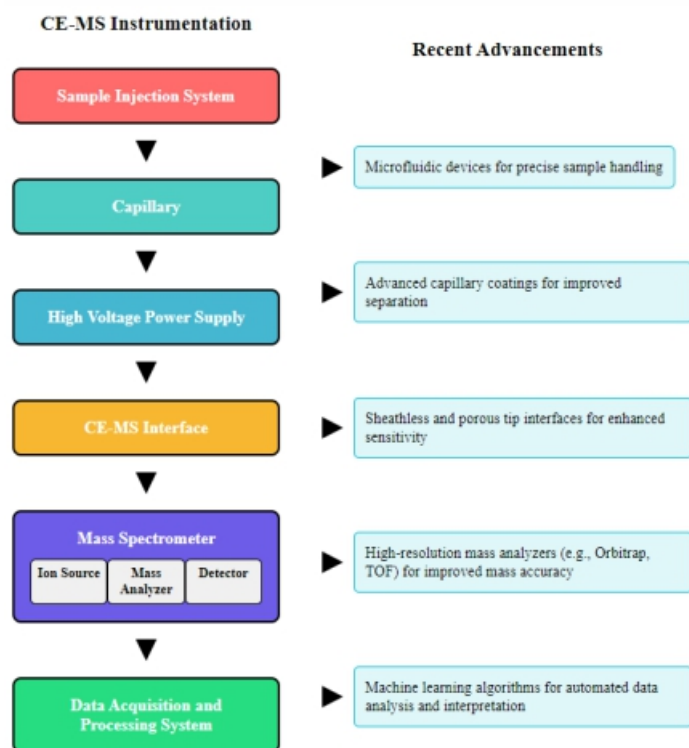 CE-MS Instrumentation
Recent Advancements
Sample Injection System
Microfluidic devices for precise sample handling
Capillary
Advanced capillary coatings for improved
separation
High Voltage Power Supply
CE-MS Interface
Sheathless and porous tip interfaces for enhanced
sensitivity
Mass Spectrometer
Ion Source
Mass
Analyzer
Detector
High-resolution mass analyzers (e.g., Orbitrap,
TOF) for improved mass accuracy
Data Acquisition and
Processing System
Machine learning algorithms for automated data
analysis and interpretation